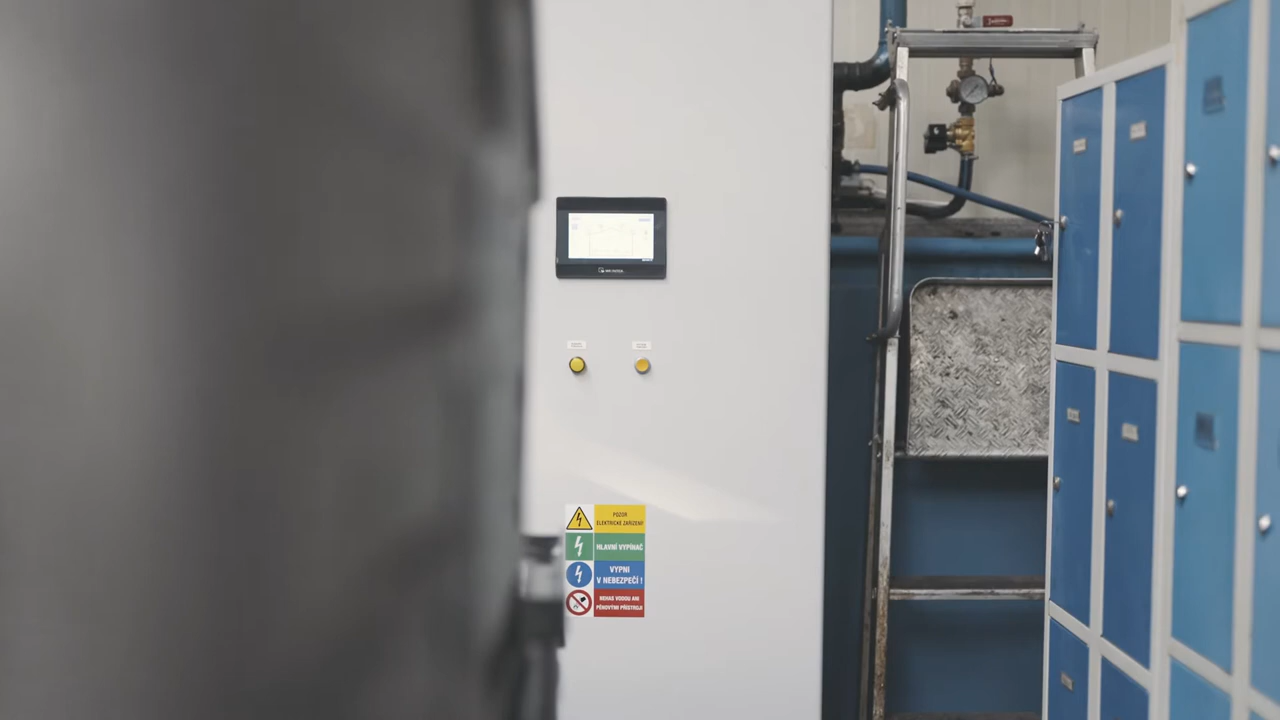 POZOR
ELEKTRICKÉ ZAŘÍZENÍ!
HLAVNÍ VYPÍNAČ
VYPNI
V NEBEZPEČÍ !
NEHAS VODOU ANI
PĚNOVÝMI PŘÍSTROJI